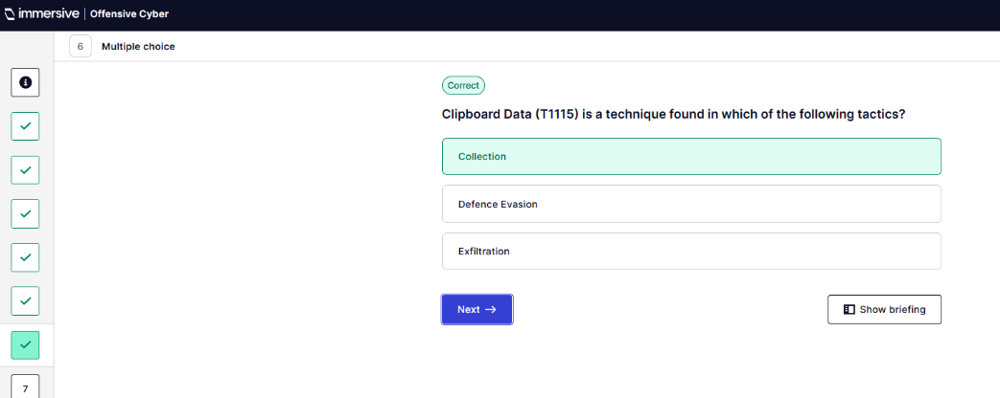 immersive | Offensive Cyber
6 Multiple choice
Correct
Clipboard Data (T1115) is a technique found in which of the following tactics?
Collection
Defence Evasion
Exfiltration
Next →
Show briefing
7